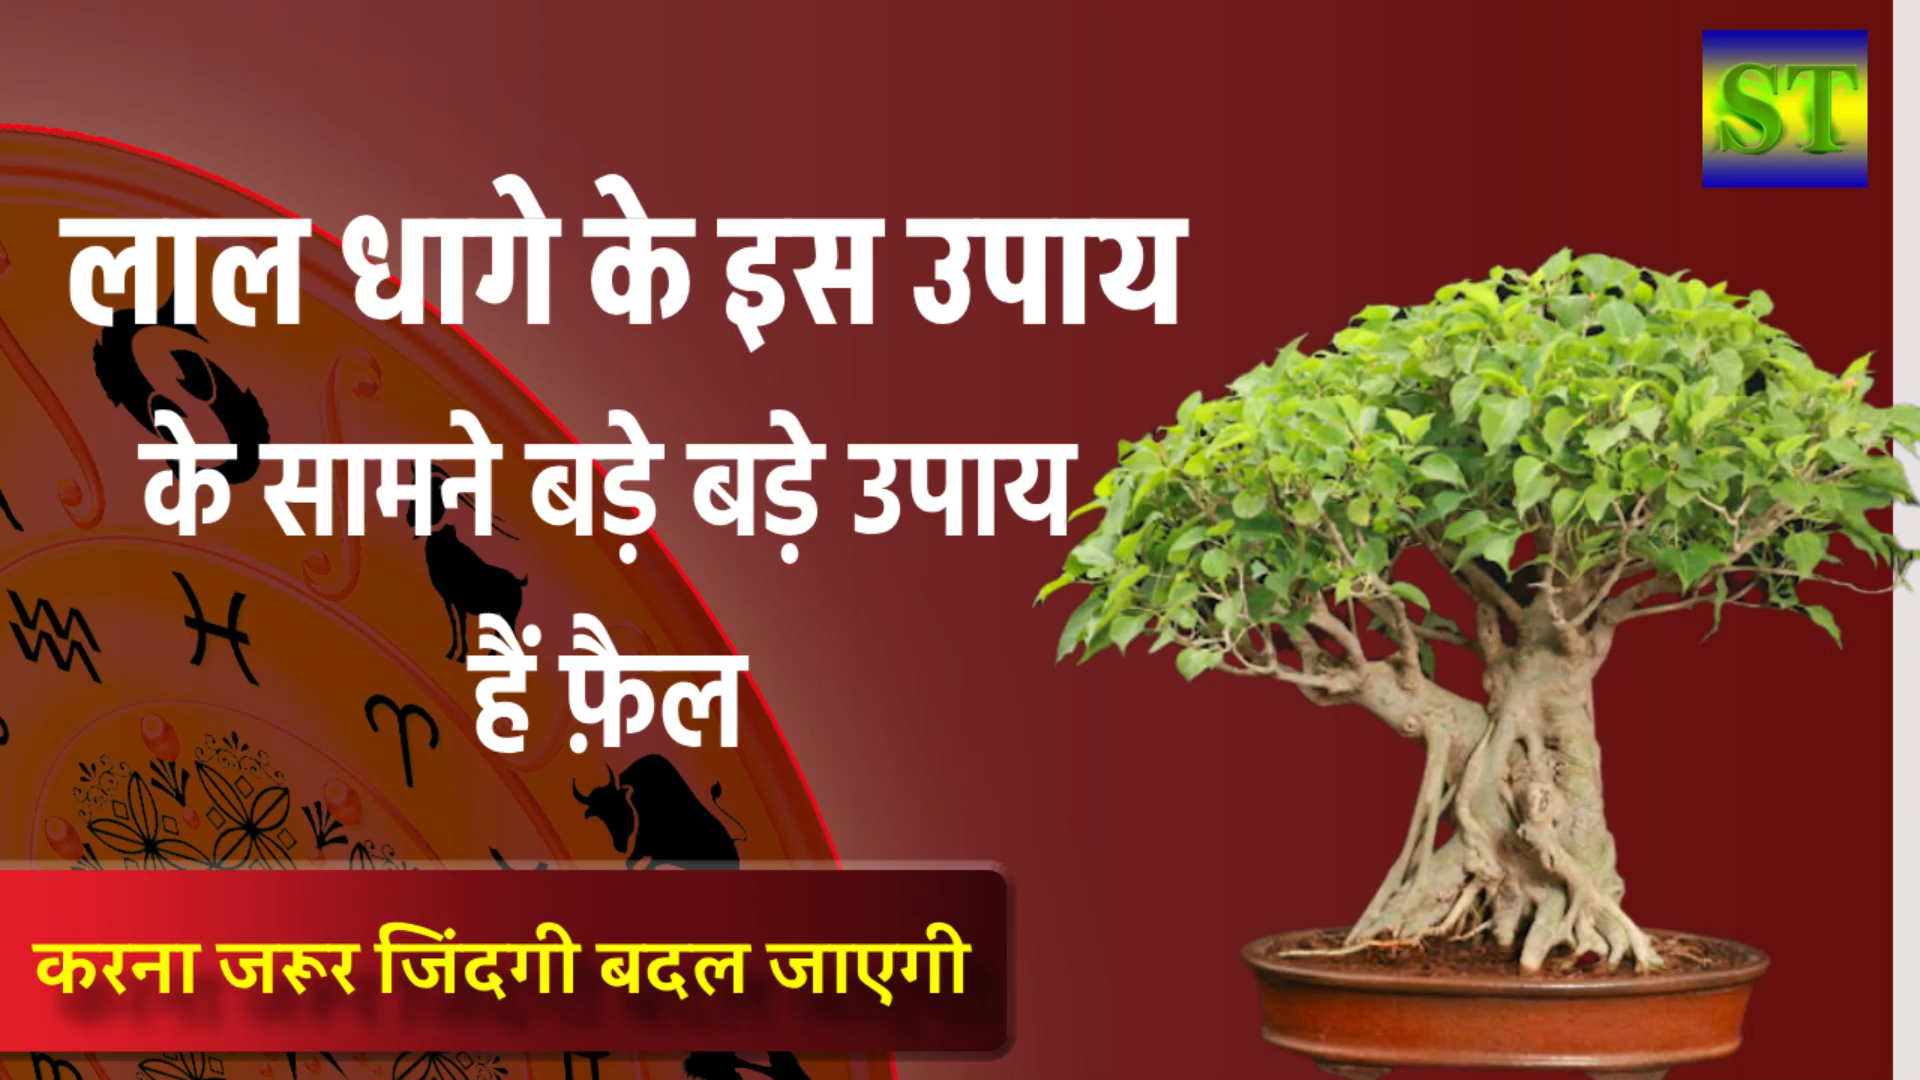 ST
लाल धागे के इस उपाय
के सामने बड़े बड़े उपाय
हैं फ़ैल
करना जरूर जिंदगी बदल जाएगी